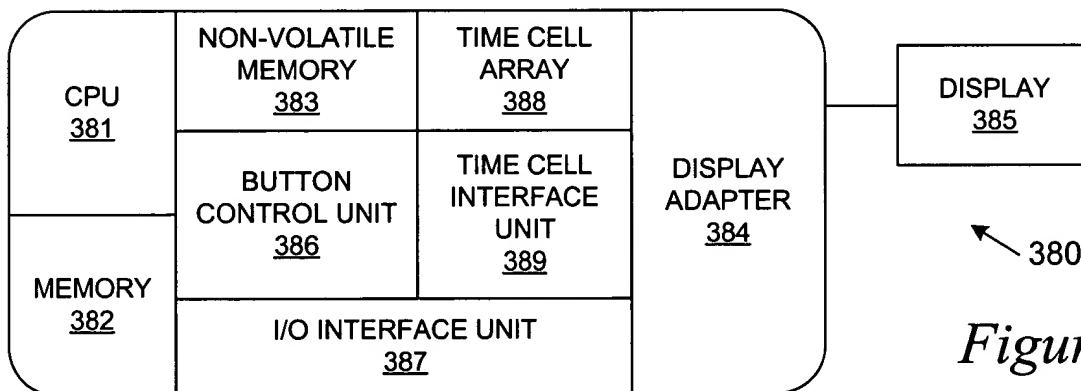 CPU
381
MEMORY
382
NON-VOLATILE
MEMORY
383
TIME CELL
ARRAY
388
BUTTON
CONTROL UNIT
386
TIME CELL
INTERFACE
UNIT
389
I/O INTERFACE UNIT
387
DISPLAY
ADAPTER
384
DISPLAY
385
380
Figur